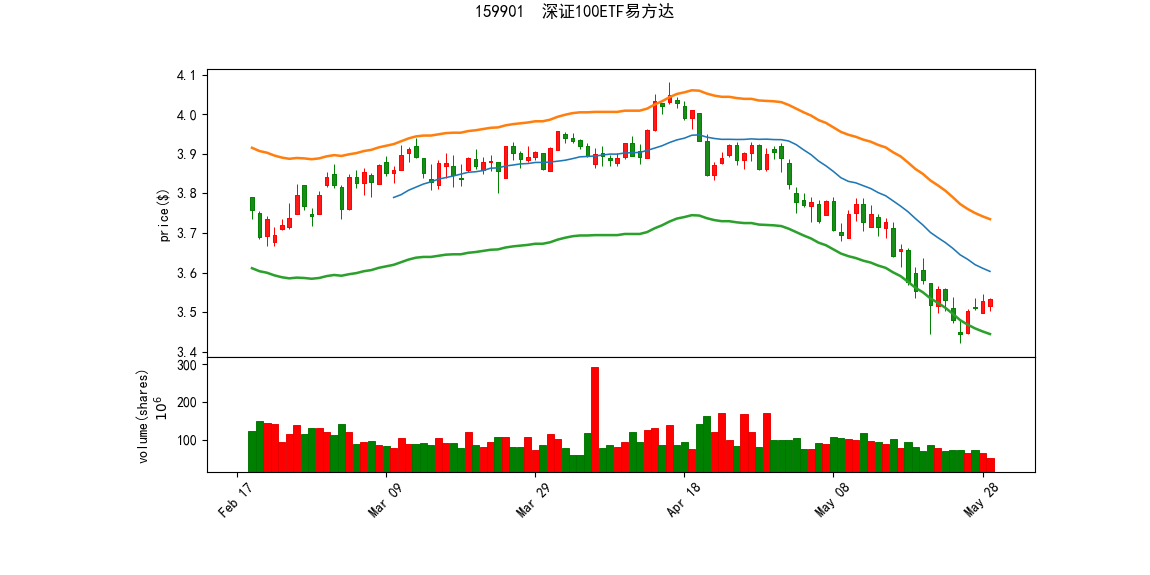 159901 深证100ETF易方达
4.1
4.0
3.9
3.8
3.7
3.6
3.5
3.4
price($)
300
200
100
volume(shares)
10^6
Feb 17
Mar 09
Mar 29
Apr 18
May 08
May 28